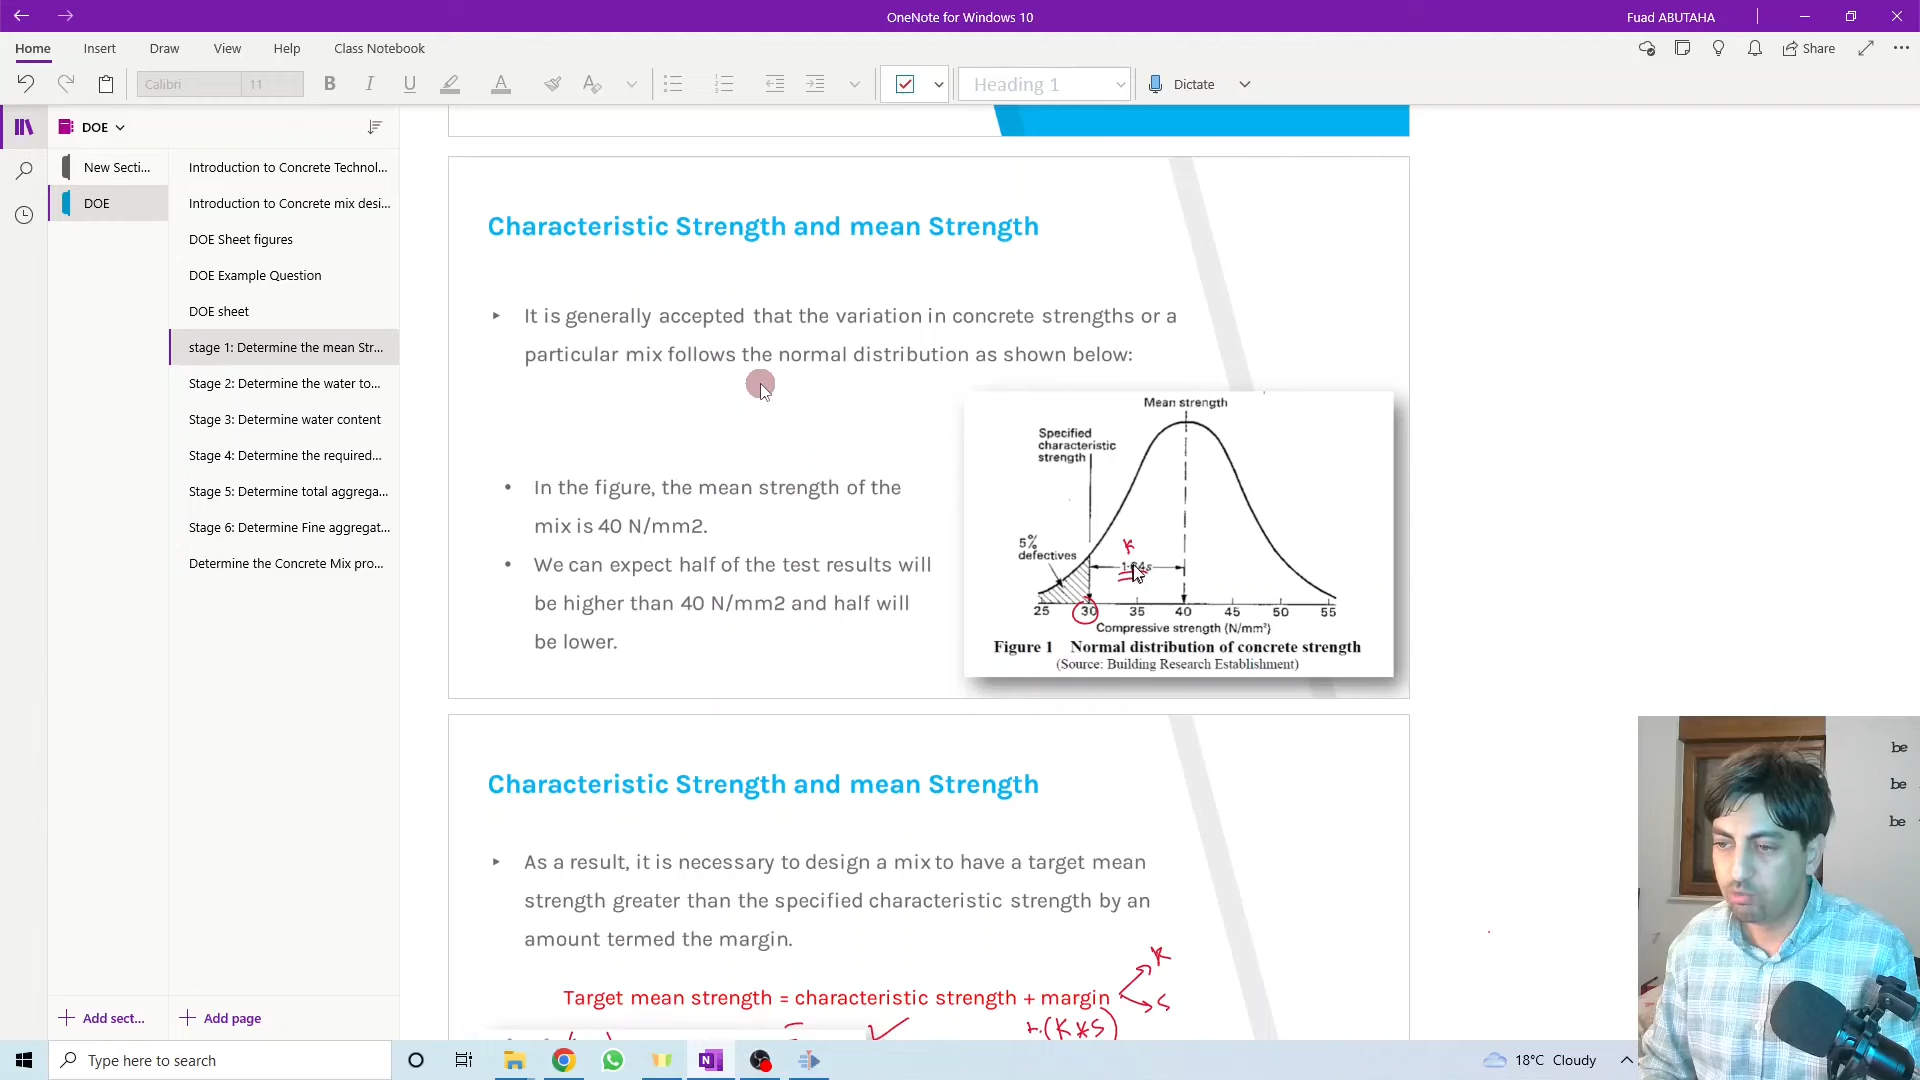 OneNote for Windows 10
Fuad ABUTAHA
Home
Insert
Draw
View
Help
Class Notebook
Share
Calibri
11
B
I
U
A
A
Heading 1
Dictate
DOE
New Secti...
DOE
Introduction to Concrete Technol...
Introduction to Concrete mix desi...
DOE Sheet figures
DOE Example Question
DOE sheet
stage 1: Determine the mean Str...
Stage 2: Determine the water to...
Stage 3: Determine water content
Stage 4: Determine the required...
Stage 5: Determine total aggrega...
Stage 6: Determine Fine aggregat...
Determine the Concrete Mix pro...
Add sect...
Add page
Characteristic Strength and mean Strength
It is generally accepted that the variation in concrete strengths or a
particular mix follows the normal distribution as shown below:
In the figure, the mean strength of the
mix is 40 N/mm2.
We can expect half of the test results will
be higher than 40 N/mm2 and half will
be lower.
Mean strength
Specified
characteristic
strength
5%
defectives
K
25 30 35 40 45 50 55
Compressive strength (N/mm²)
Figure 1 Normal distribution of concrete strength
(Source: Building Research Establishment)
Characteristic Strength and mean Strength
As a result, it is necessary to design a mix to have a target mean
strength greater than the specified characteristic strength by an
amount termed the margin.
K
Target mean strength = characteristic strength + margin
S
+(K*S)
be
be
be
Type here to search
18°C Cloudy